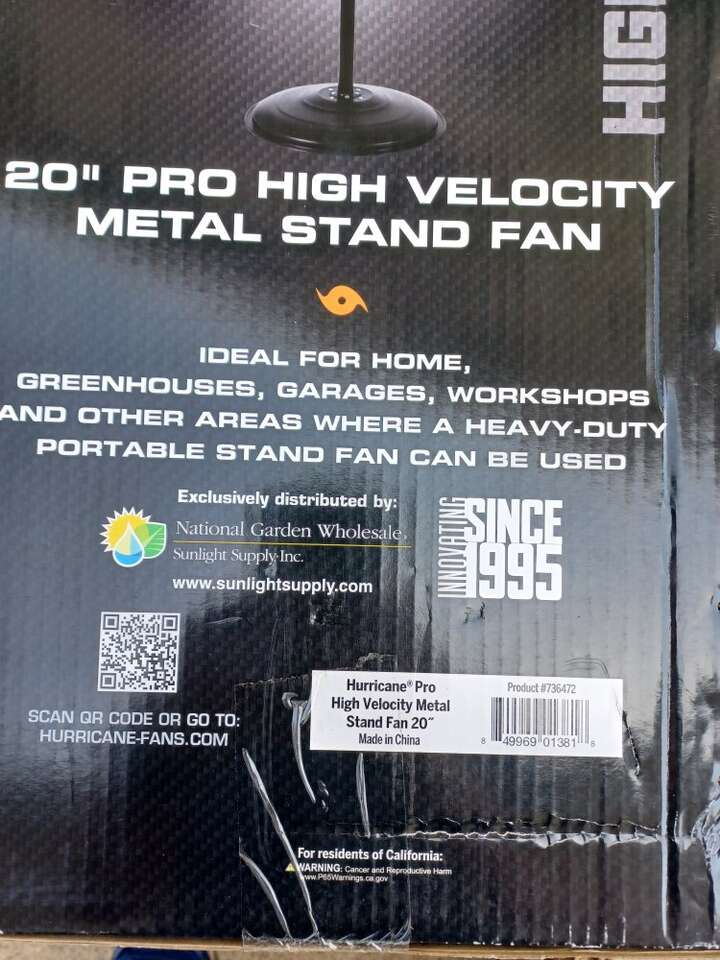 HIG
20" PRO HIGH VELOCITY
METAL STAND FAN
IDEAL FOR HOME,
GREENHOUSES, GARAGES, WORKSHOPS
AND OTHER AREAS WHERE A HEAVY-DUTY
PORTABLE STAND FAN CAN BE USED
Exclusively distributed by:
National Garden Wholesale®
Sunlight Supply Inc.
www.sunlightsupply.com
INNOVATING
SINCE
1995
SCAN QR CODE OR GO TO:
HURRICANE-FANS.COM
Hurricane® Pro
High Velocity Metal
Stand Fan 20"
Made in China
Product #736472
8 49969 01381 8
For residents of California:
WARNING: Cancer and Reproductive Harm
www.P65Warnings.ca.gov